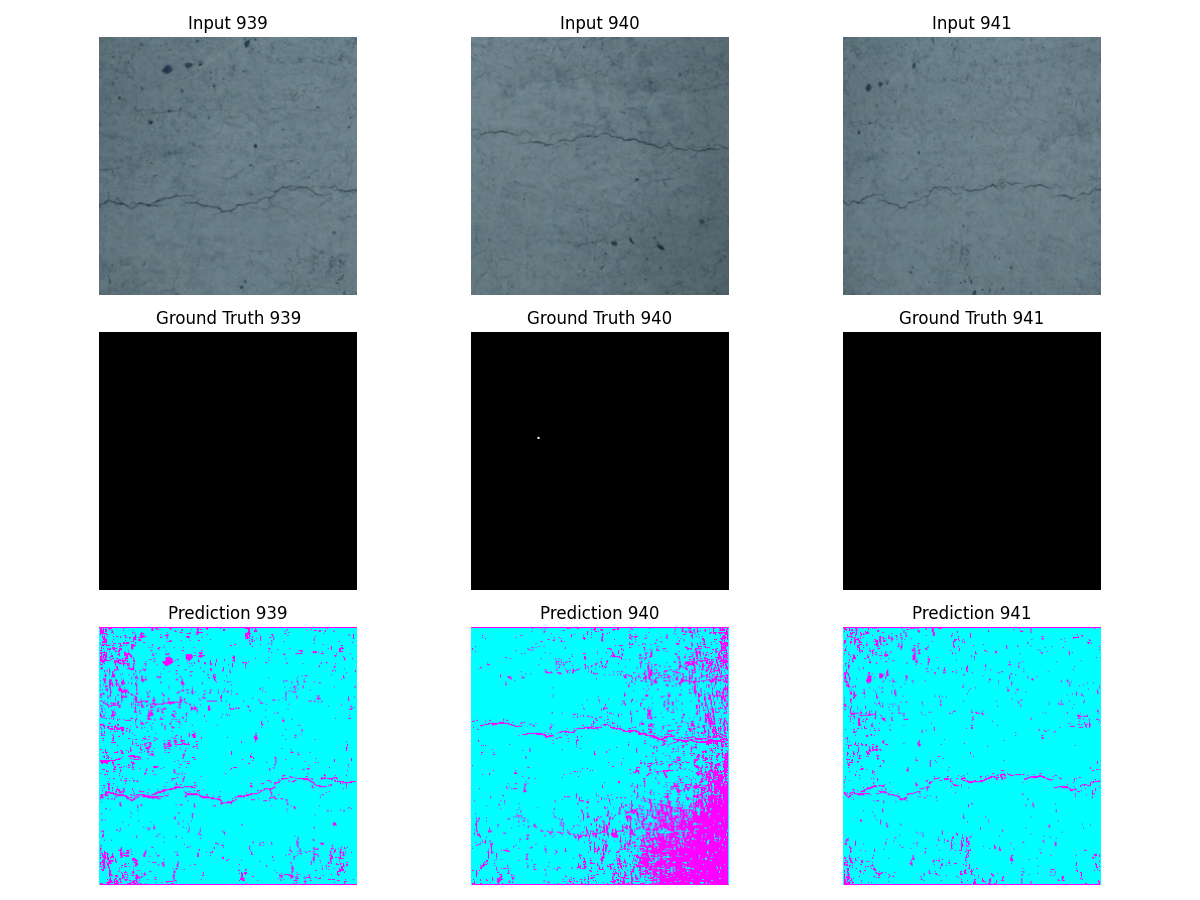 Input 939
Input 940
Input 941
Ground Truth 939
Ground Truth 940
Ground Truth 941
Prediction 939
Prediction 940
Prediction 941